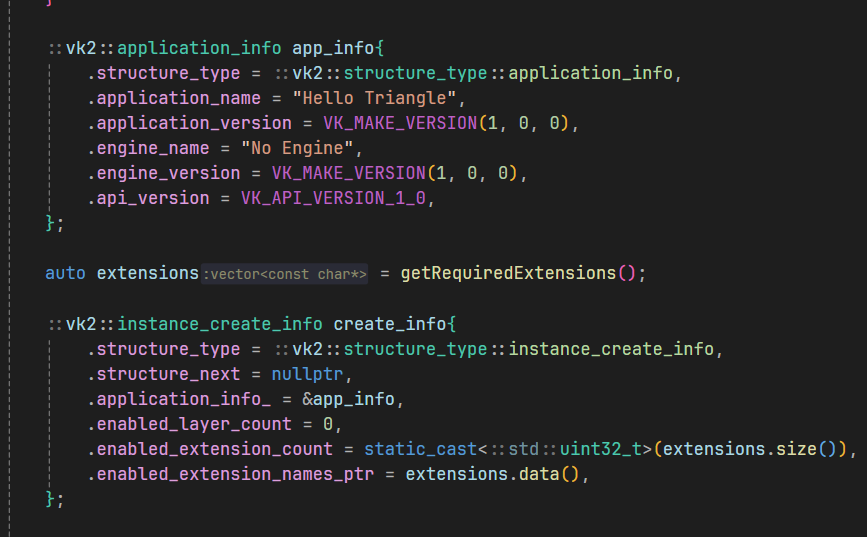 }
::vk2::application_info app_info{
.structure_type = ::vk2::structure_type::application_info,
.application_name = "Hello Triangle",
.application_version = VK_MAKE_VERSION(1, 0, 0),
.engine_name = "No Engine",
.engine_version = VK_MAKE_VERSION(1, 0, 0),
.api_version = VK_API_VERSION_1_0,
};
auto extensions:vector<const char*> = getRequiredExtensions();
::vk2::instance_create_info create_info{
.structure_type = ::vk2::structure_type::instance_create_info,
.structure_next = nullptr,
.application_info_ = &app_info,
.enabled_layer_count = 0,
.enabled_extension_count = static_cast<::std::uint32_t>(extensions.size()),
.enabled_extension_names_ptr = extensions.data(),
};